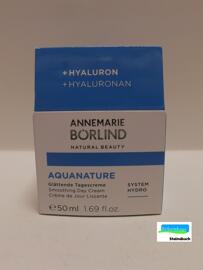 +HYALURON
+HYALURONAN
ANNEMARIE
BÖRLIND
NATURAL BEAUTY
AQUANATURE
Glättende Tagescreme
Smoothing Day Cream
Crème de Jour Lissante
SYSTEM
HYDRO
℮50ml 1.69 fl.oz.
Steinbach